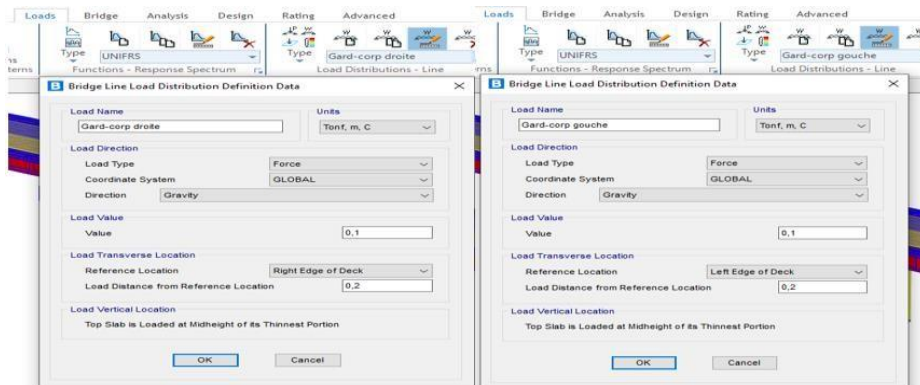 Loads Bridge Analysis Design Rating Advanced
Type
UNIFRS
Gard-corp droite
Functions - Response Spectrum
Load Distributions - Line
Bridge Line Load Distribution Definition Data
Load Name
Gard-corp droite
Units
Tonf, m, C
Load Direction
Load Type Force
Coordinate System GLOBAL
Direction Gravity
Load Value
Value 0,1
Load Transverse Location
Reference Location Right Edge of Deck
Load Distance from Reference Location 0,2
Load Vertical Location
Top Slab is Loaded at Midheight of its Thinnest Portion
OK Cancel
Loads Bridge Analysis Design Rating Advanced
Type
UNIFRS
Gard-corp gouche
Functions - Response Spectrum
Load Distributions - Line
Bridge Line Load Distribution Definition Data
Load Name
Gard-corp gouche
Units
Tonf, m, C
Load Direction
Load Type Force
Coordinate System GLOBAL
Direction Gravity
Load Value
Value 0,1
Load Transverse Location
Reference Location Left Edge of Deck
Load Distance from Reference Location 0,2
Load Vertical Location
Top Slab is Loaded at Midheight of its Thinnest Portion
OK Cancel